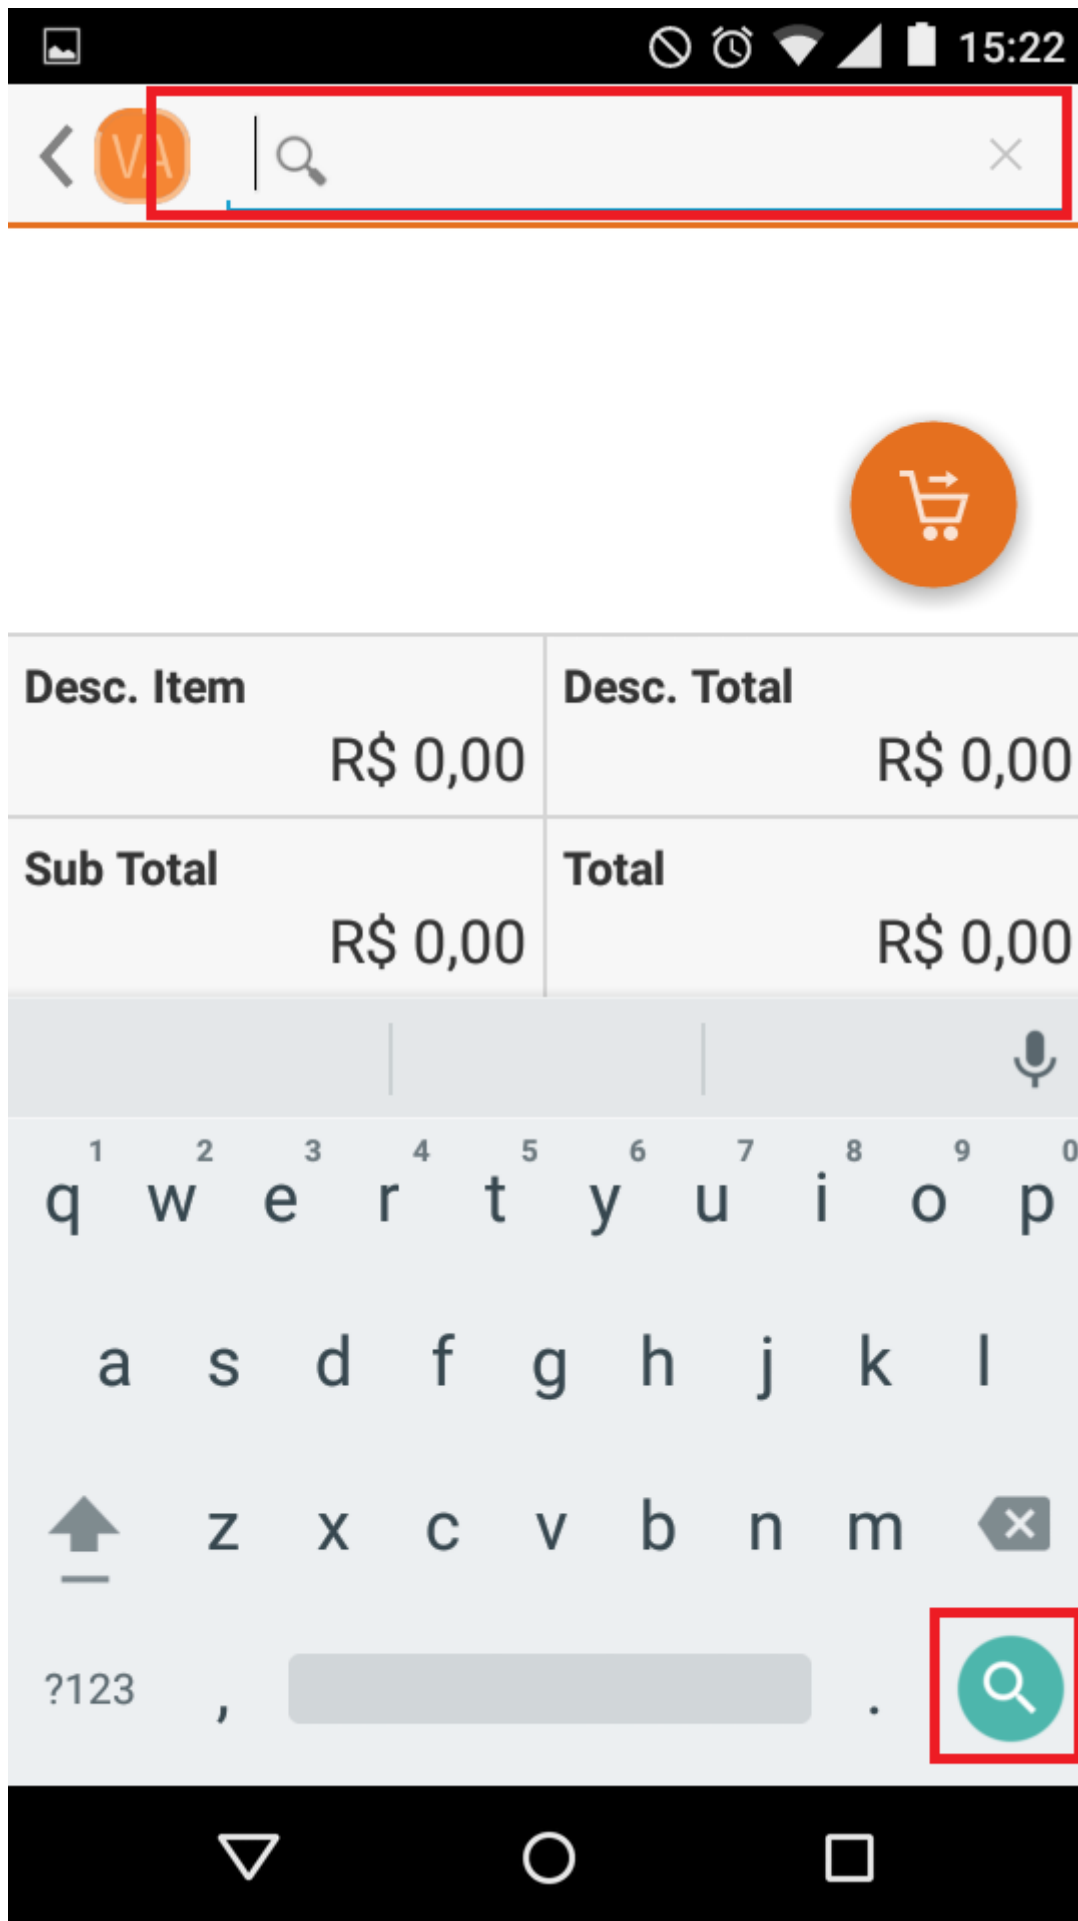 15:22
VA
Desc. Item Desc. Total
R$ 0,00 R$ 0,00
Sub Total Total
R$ 0,00 R$ 0,00
1 2 3 4 5 6 7 8 9 0
q w e r t y u i o p
a s d f g h j k l
z x c v b n m
?123 , .